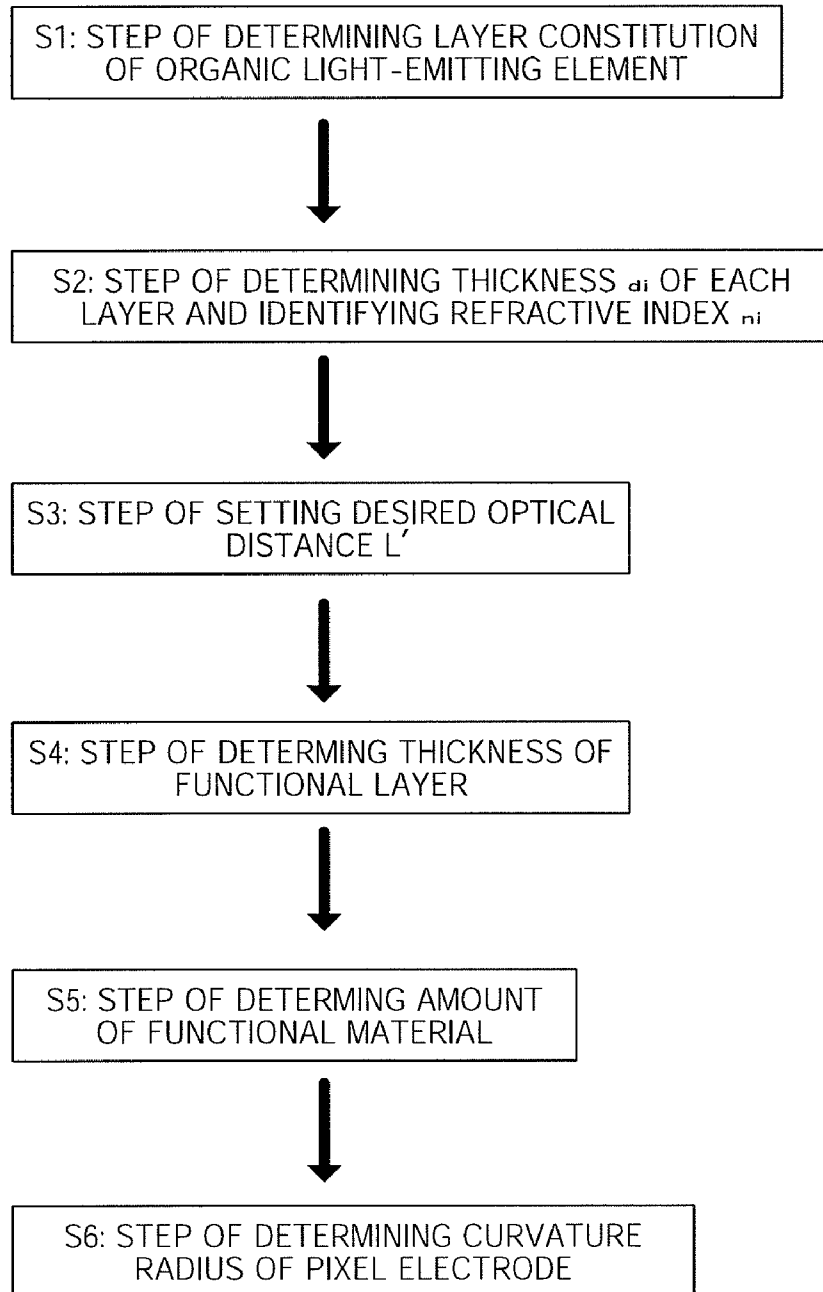 S1: STEP OF DETERMINING LAYER CONSTITUTION
OF ORGANIC LIGHT-EMITTING ELEMENT
S2: STEP OF DETERMINING THICKNESS di OF EACH
LAYER AND IDENTIFYING REFRACTIVE INDEX ni
S3: STEP OF SETTING DESIRED OPTICAL
DISTANCE L′
S4: STEP OF DETERMING THICKNESS OF
FUNCTIONAL LAYER
S5: STEP OF DETERMING AMOUNT
OF FUNCTIONAL MATERIAL
S6: STEP OF DETERMINING CURVATURE
RADIUS OF PIXEL ELECTRODE